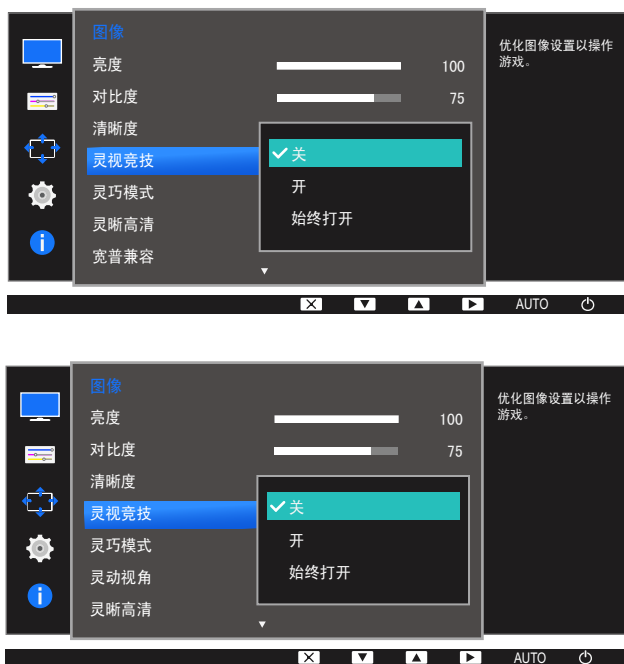 图像
亮度
100
对比度
75
清晰度
灵视竞技
关
灵巧模式
开
灵晰高清
始终打开
宽普兼容
优化图像设置以操作
游戏。
AUTO
图像
亮度
100
对比度
75
清晰度
灵视竞技
关
灵巧模式
开
灵动视角
始终打开
灵晰高清
优化图像设置以操作
游戏。
AUTO